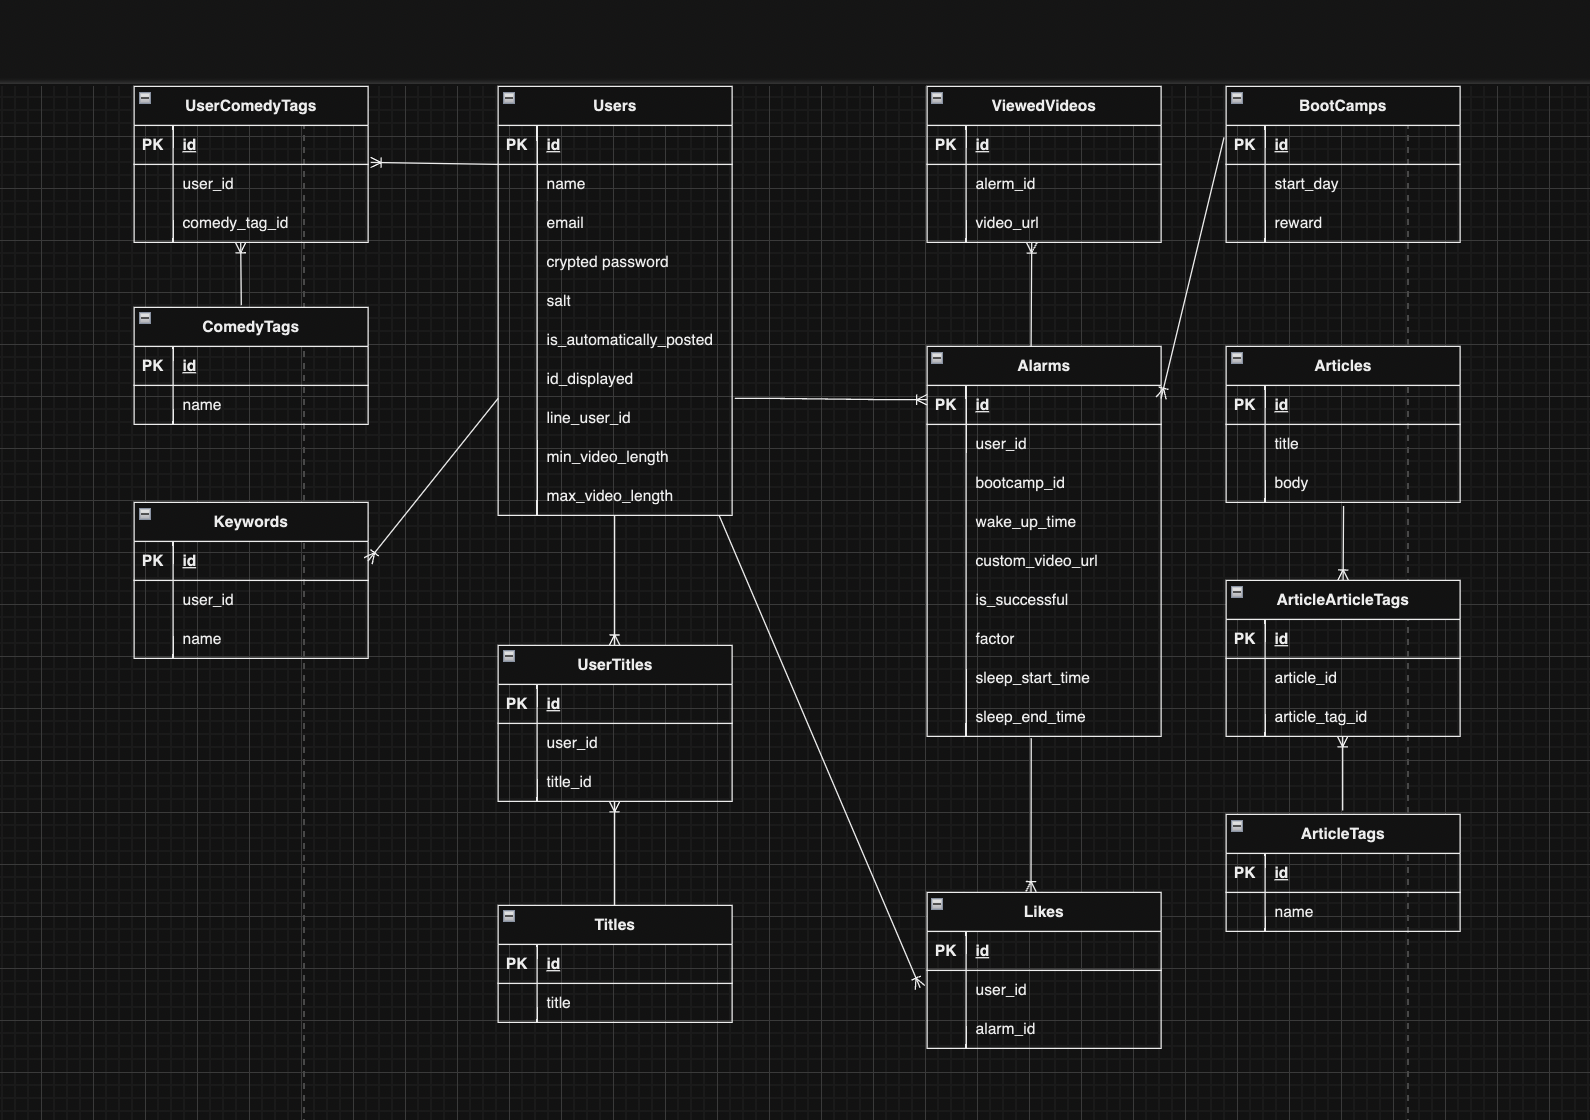 UserComedyTags
PK id
user_id
comedy_tag_id
ComedyTags
PK id
name
Keywords
PK id
user_id
name
Users
PK id
name
email
crypted password
salt
is_automatically_posted
id_displayed
line_user_id
min_video_length
max_video_length
UserTitles
PK id
user_id
title_id
Titles
PK id
title
ViewedVideos
PK id
alerm_id
video_url
Alarms
PK id
user_id
bootcamp_id
wake_up_time
custom_video_url
is_successful
factor
sleep_start_time
sleep_end_time
Likes
PK id
user_id
alarm_id
BootCamps
PK id
start_day
reward
Articles
PK id
title
body
ArticleArticleTags
PK id
article_id
article_tag_id
ArticleTags
PK id
name